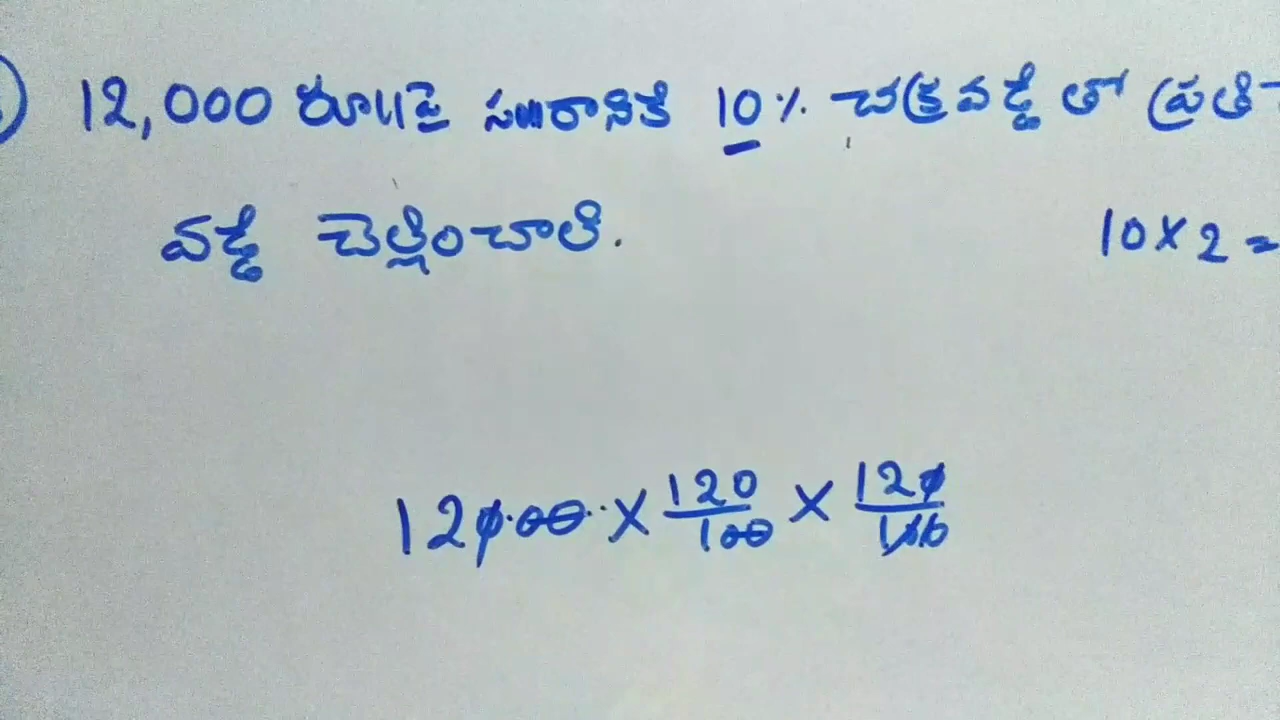 ) 12,000 రూ॥పై సం॥రానికి 10% చక్రవడ్డీ తో ప్రతి
వడ్డీ చెల్లించాలి.
10 x 2 =
12000 x 120/100 x 120/100